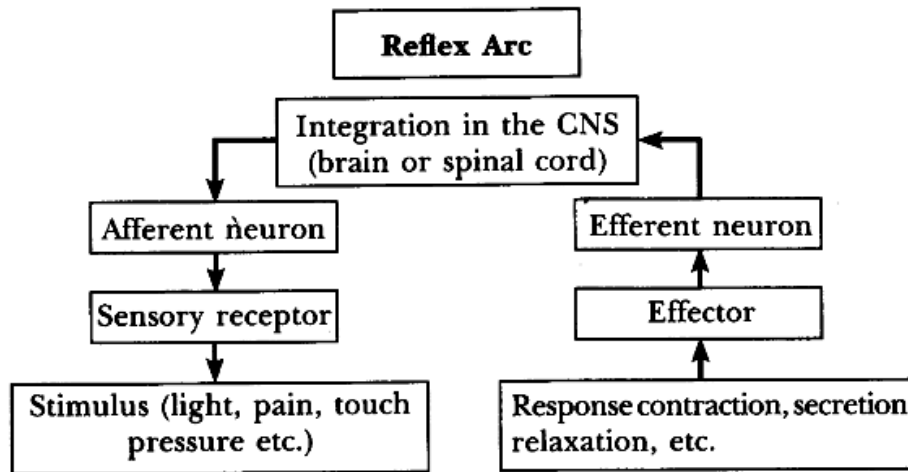 Reflex Arc
Integration in the CNS
(brain or spinal cord)
Afferent neuron
Efferent neuron
Sensory receptor
Effector
Stimulus (light, pain, touch
pressure etc.)
Response contraction, secretion
relaxation, etc.